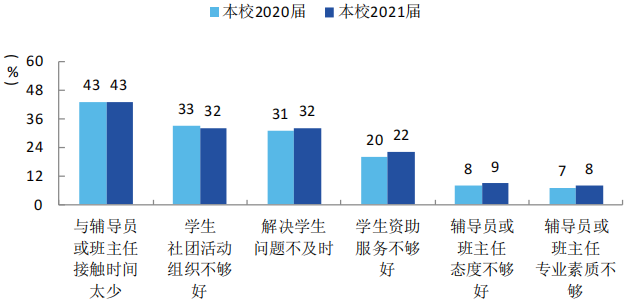 本校2020届 本校2021届
(%)
60
48
36
24
12
0
43 43
33 32
31 32
20 22
8 9
7 8
与辅导员
或班主任
接触时间
太少
学生
社团活动
组织不够
好
解决学生
问题不及时
学生资助
服务不够
好
辅导员或
班主任
态度不够
好
辅导员或
班主任
专业素质不
够